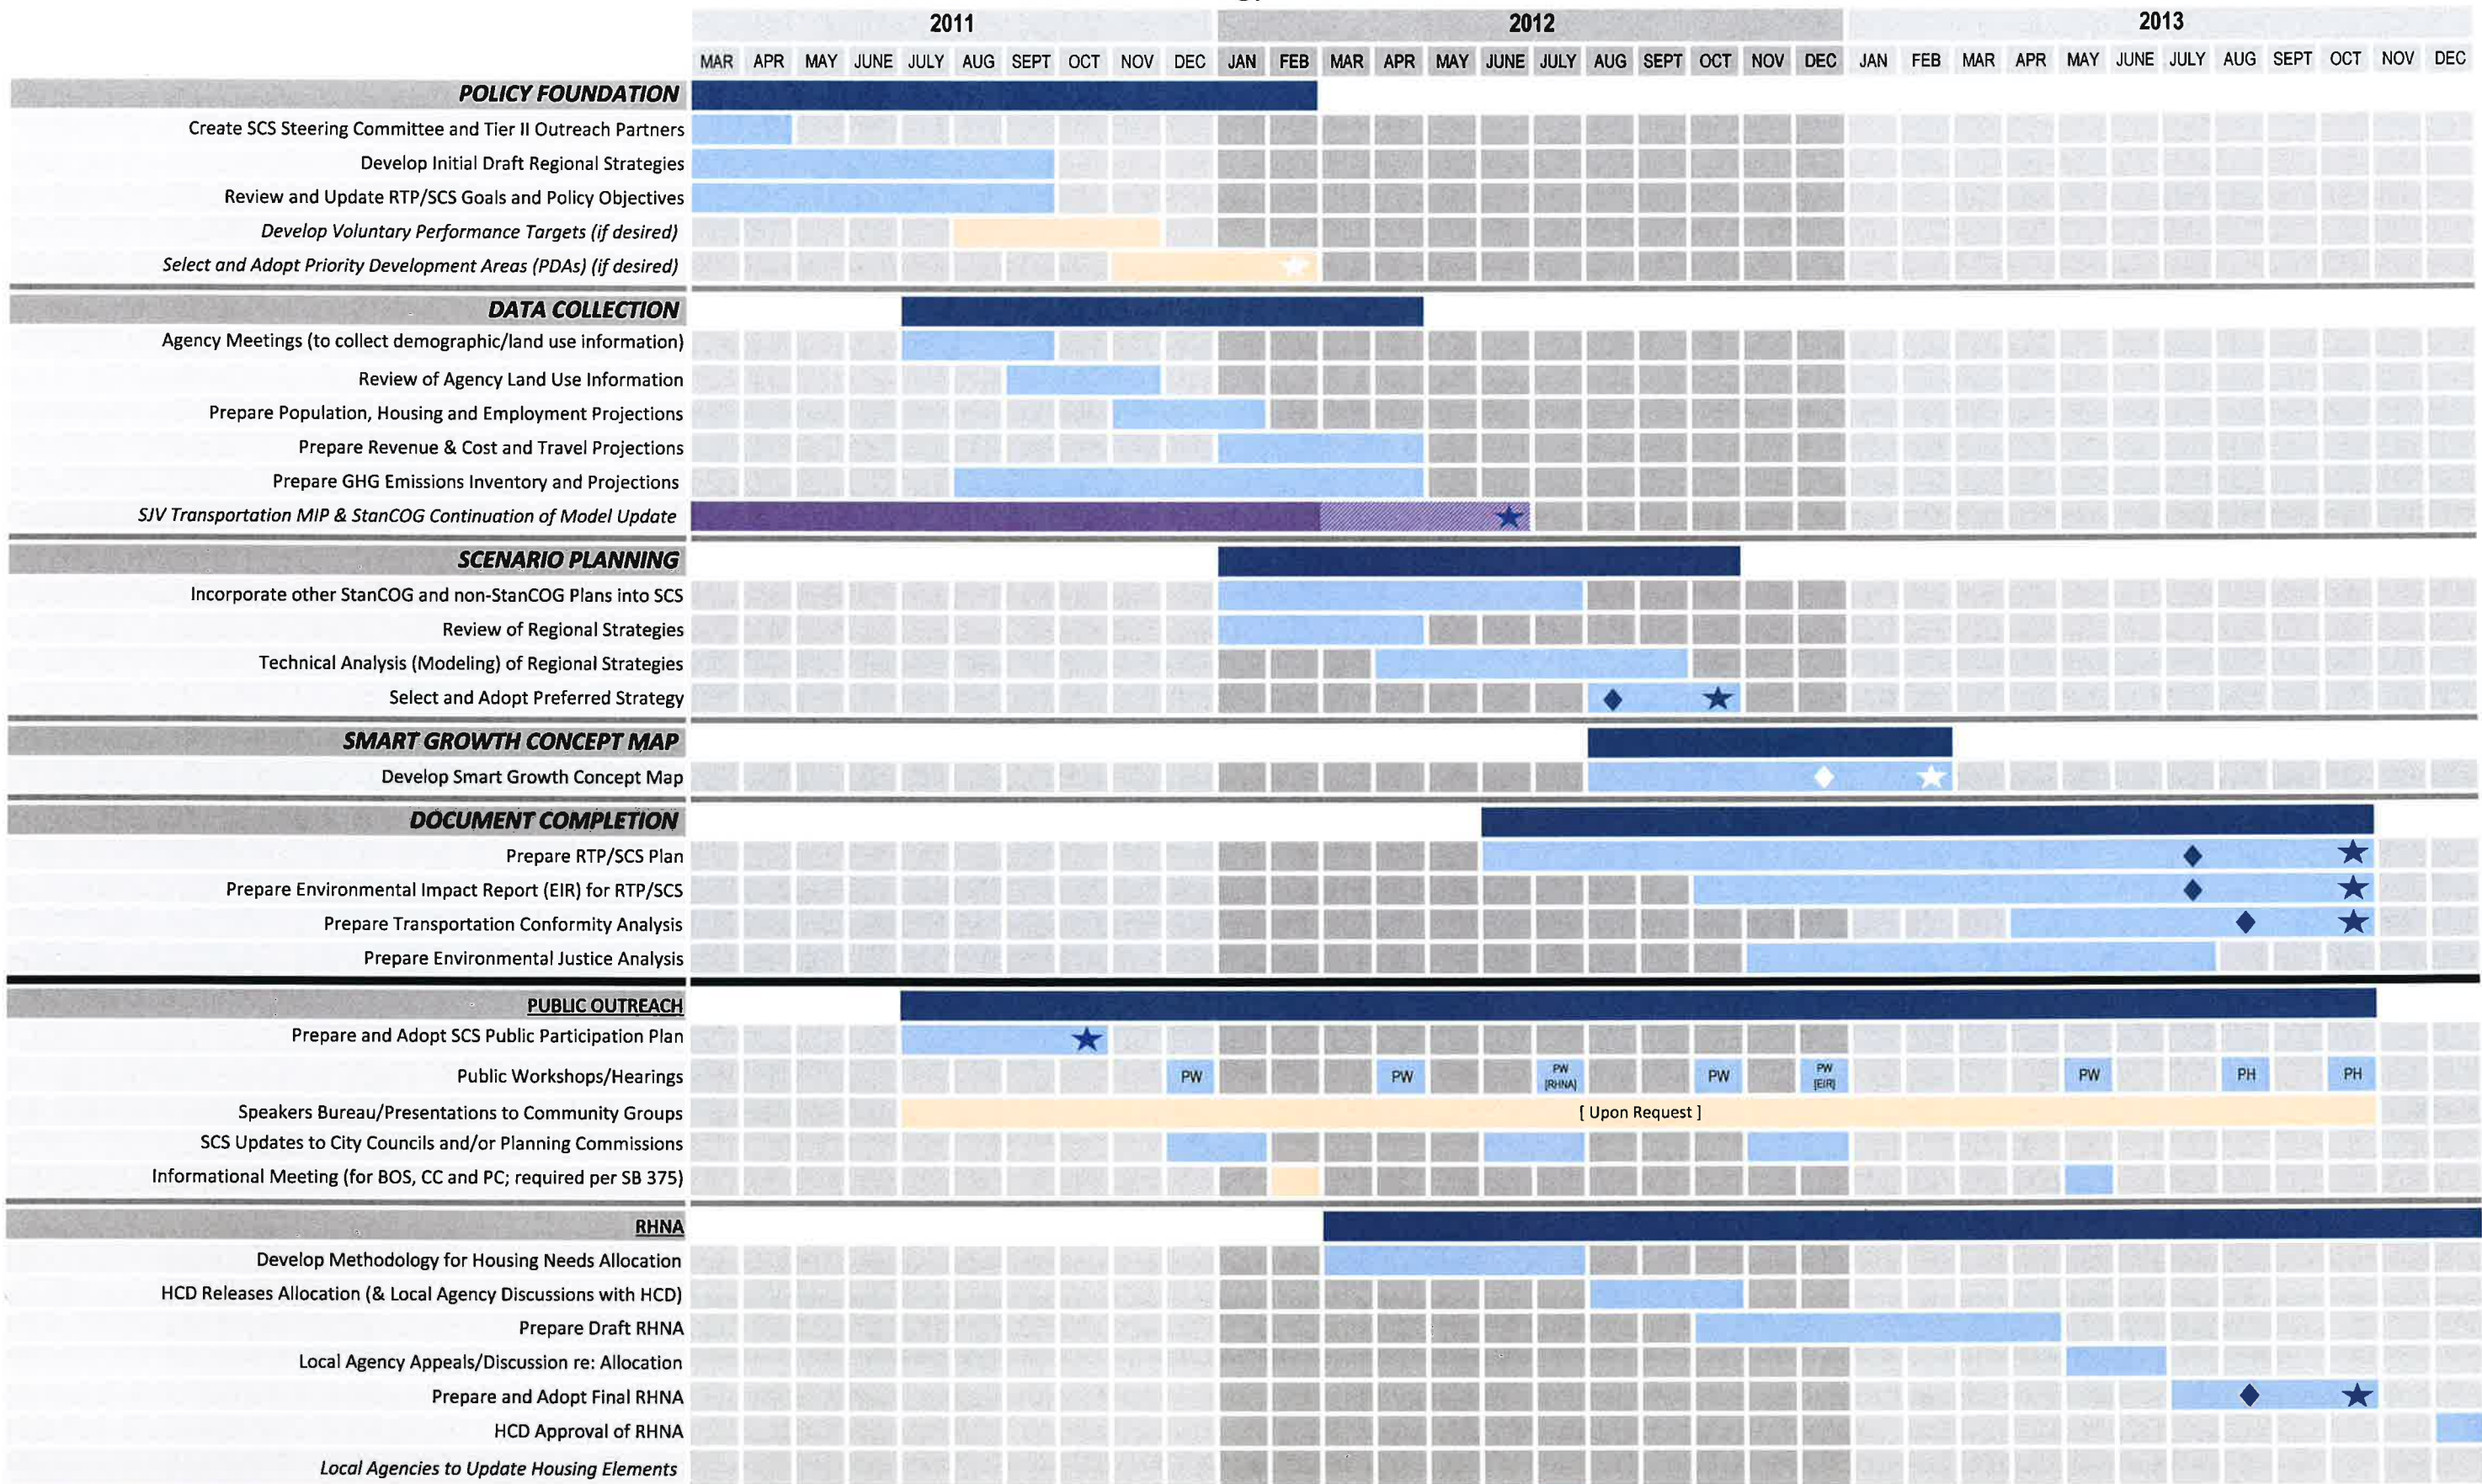 2011 2012 2013
MAR APR MAY JUNE JULY AUG SEPT OCT NOV DEC JAN FEB MAR APR MAY JUNE JULY AUG SEPT OCT NOV DEC JAN FEB MAR APR MAY JUNE JULY AUG SEPT OCT NOV DEC
POLICY FOUNDATION
Create SCS Steering Committee and Tier II Outreach Partners
Develop Initial Draft Regional Strategies
Review and Update RTP/SCS Goals and Policy Objectives
Develop Voluntary Performance Targets (if desired)
Select and Adopt Priority Development Areas (PDAs) (if desired)
DATA COLLECTION
Agency Meetings (to collect demographic/land use information)
Review of Agency Land Use Information
Prepare Population, Housing and Employment Projections
Prepare Revenue & Cost and Travel Projections
Prepare GHG Emissions Inventory and Projections
SJV Transportation MIP & StanCOG Continuation of Model Update
SCENARIO PLANNING
Incorporate other StanCOG and non-StanCOG Plans into SCS
Review of Regional Strategies
Technical Analysis (Modeling) of Regional Strategies
Select and Adopt Preferred Strategy
SMART GROWTH CONCEPT MAP
Develop Smart Growth Concept Map
DOCUMENT COMPLETION
Prepare RTP/SCS Plan
Prepare Environmental Impact Report (EIR) for RTP/SCS
Prepare Transportation Conformity Analysis
Prepare Environmental Justice Analysis
PUBLIC OUTREACH
Prepare and Adopt SCS Public Participation Plan
Public Workshops/Hearings PW PW PW [RHNA] PW PW [EIR] PW PH PH
Speakers Bureau/Presentations to Community Groups [ Upon Request ]
SCS Updates to City Councils and/or Planning Commissions
Informational Meeting (for BOS, CC and PC; required per SB 375)
RHNA
Develop Methodology for Housing Needs Allocation
HCD Releases Allocation (& Local Agency Discussions with HCD)
Prepare Draft RHNA
Local Agency Appeals/Discussion re: Allocation
Prepare and Adopt Final RHNA
HCD Approval of RHNA
Local Agencies to Update Housing Elements